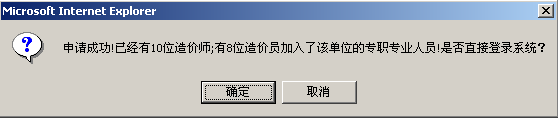 Microsoft Internet Explorer
申请成功!已经有10位造价师;有8位造价员加入了该单位的专职专业人员!是否直接登录系统?
确定
取消